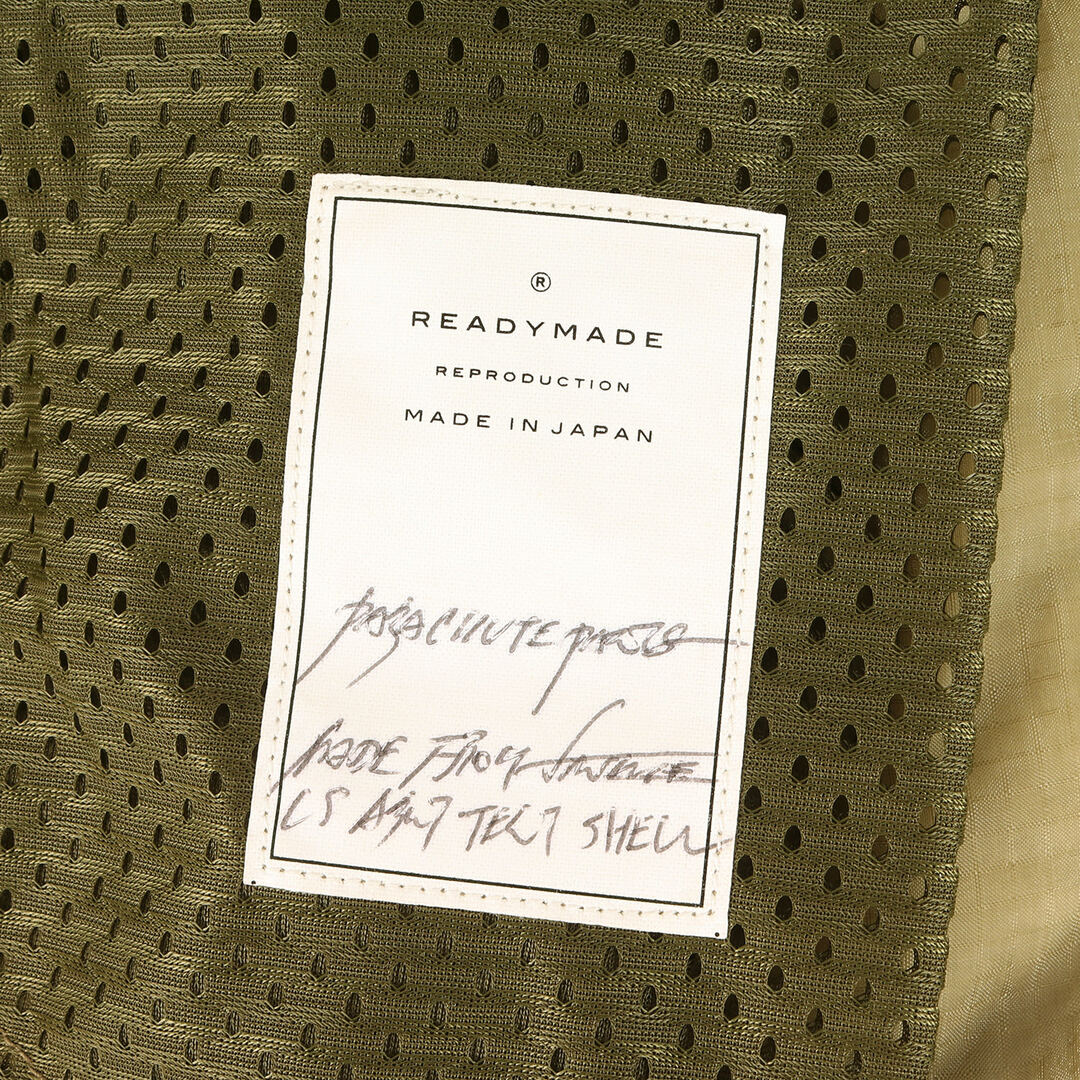 ®
READYMADE
REPRODUCTION
MADE IN JAPAN
PARACHUTE PANTS
MADE FROM
US ARMY TENT SHELL